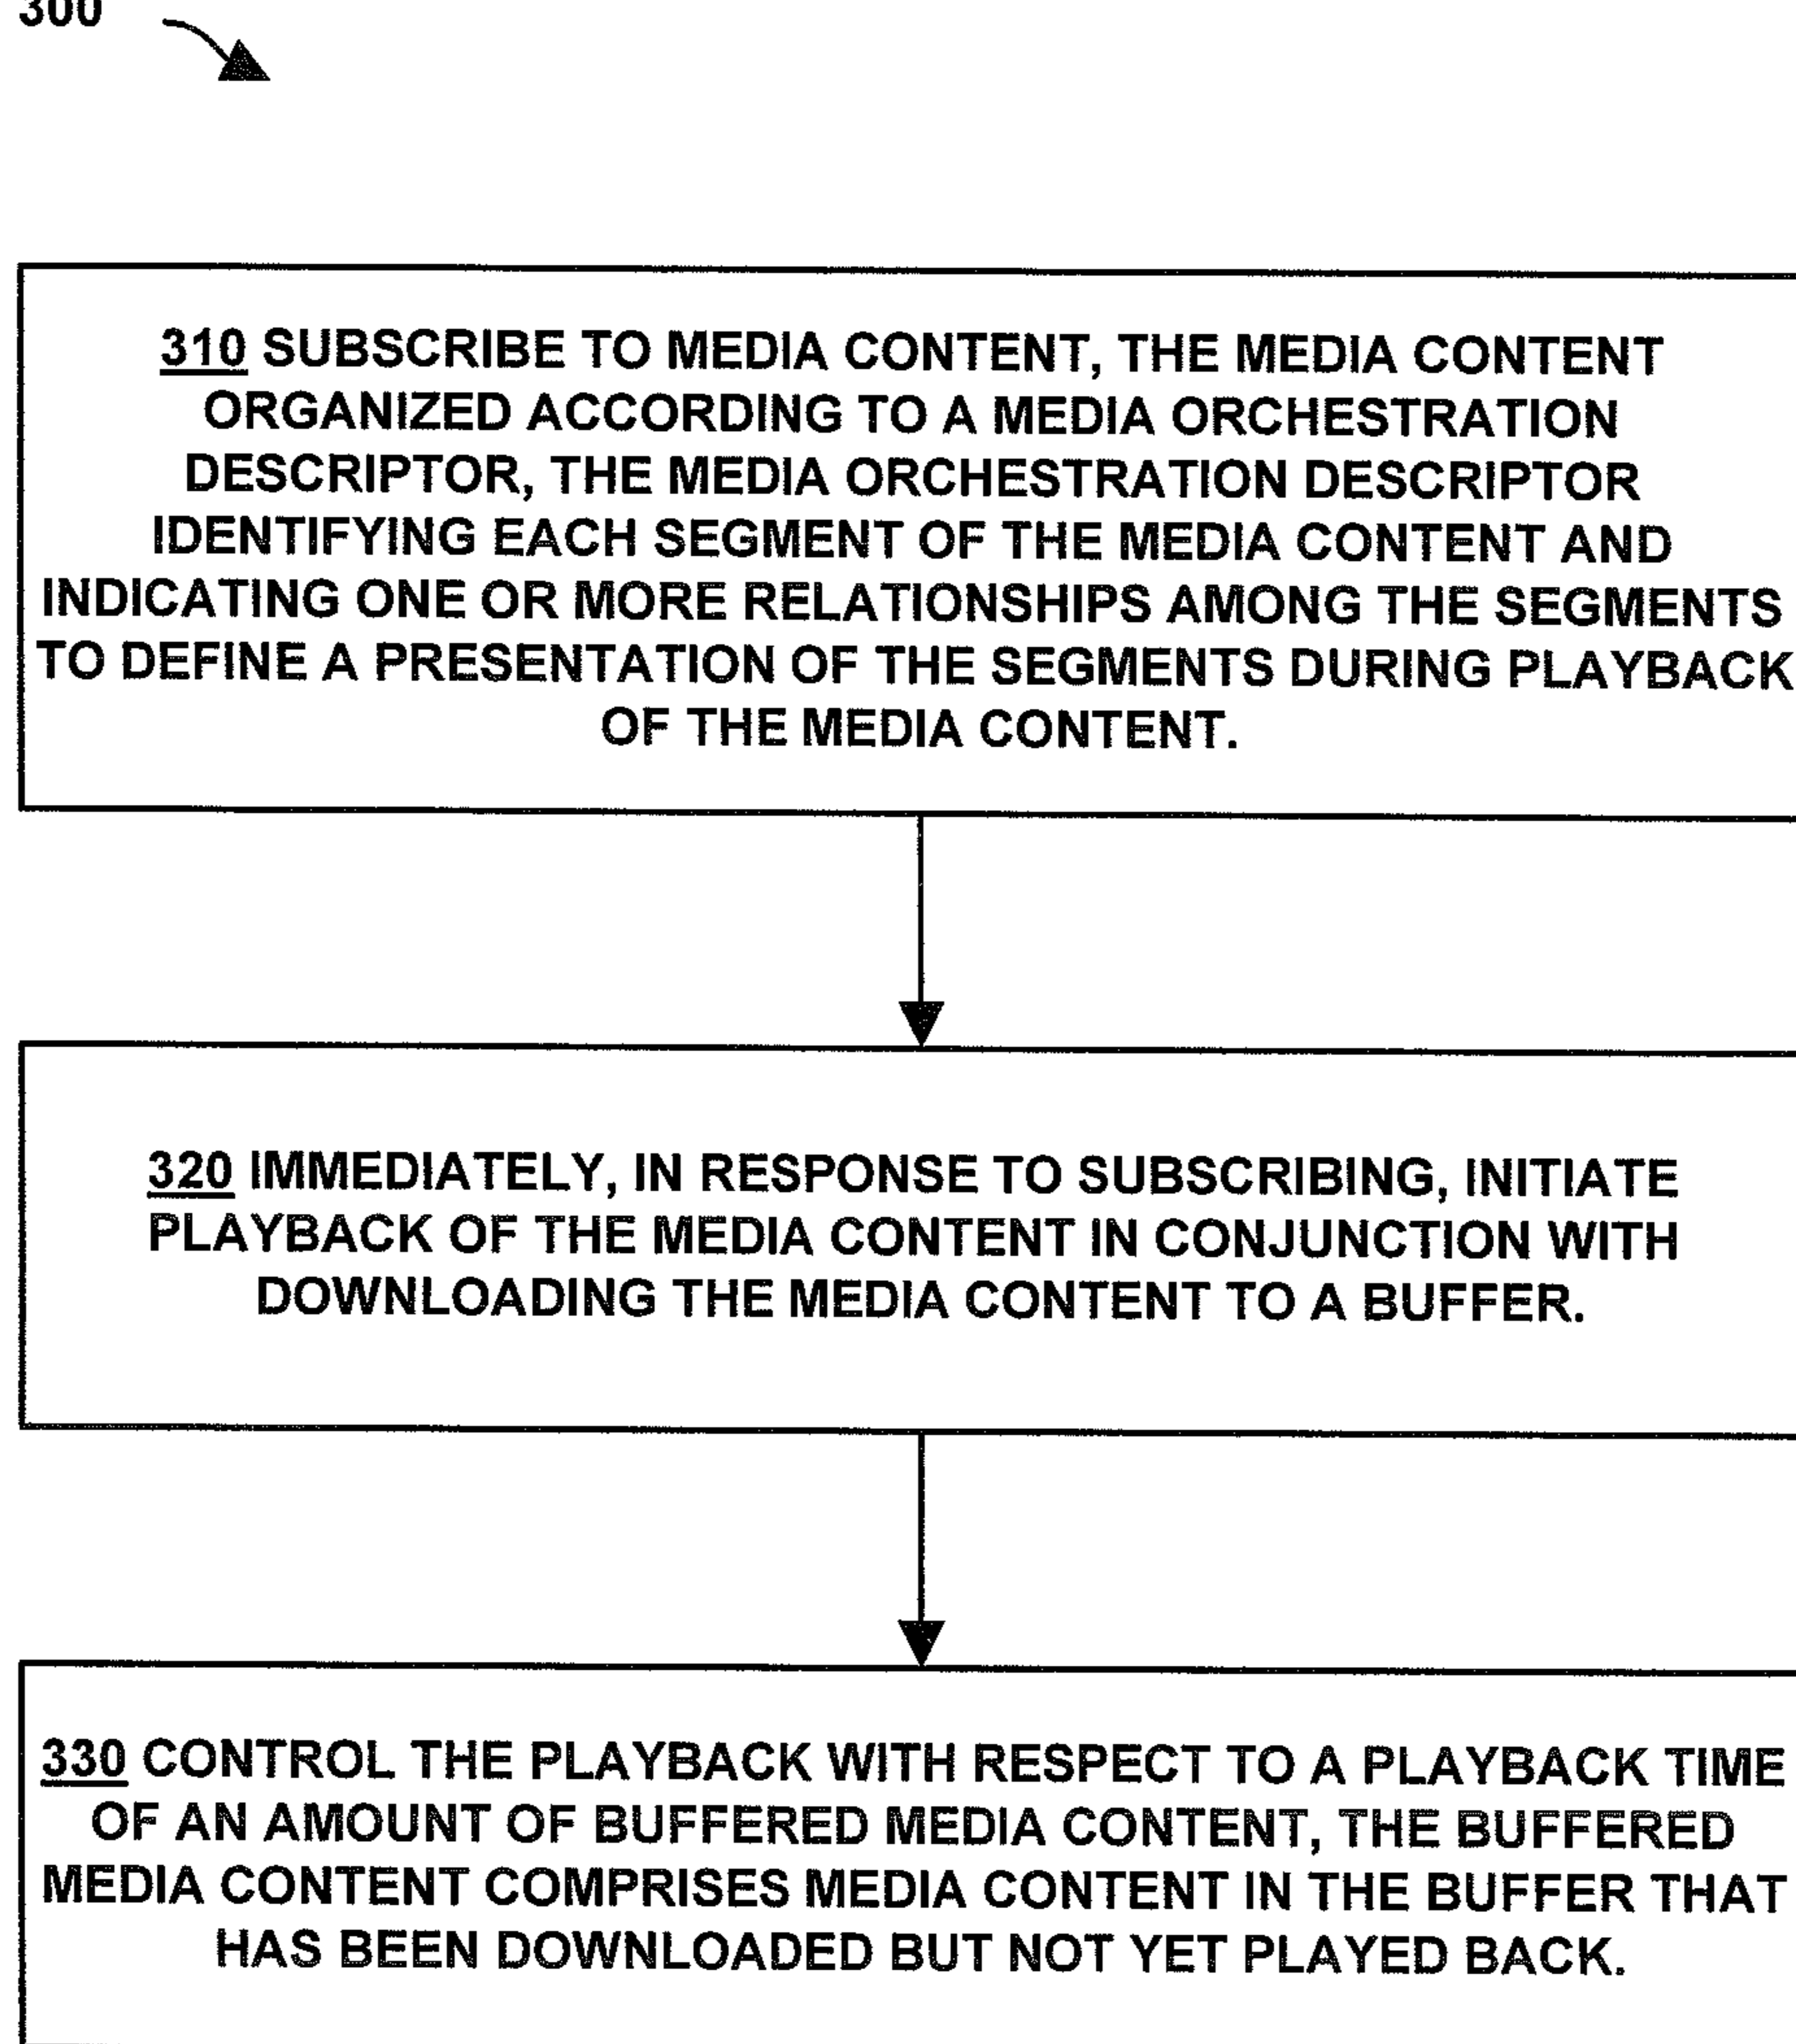 300
310 SUBSCRIBE TO MEDIA CONTENT, THE MEDIA CONTENT
ORGANIZED ACCORDING TO A MEDIA ORCHESTRATION
DESCRIPTOR, THE MEDIA ORCHESTRATION DESCRIPTOR
IDENTIFYING EACH SEGMENT OF THE MEDIA CONTENT AND
INDICATING ONE OR MORE RELATIONSHIPS AMONG THE SEGMENTS
TO DEFINE A PRESENTATION OF THE SEGMENTS DURING PLAYBACK
OF THE MEDIA CONTENT.
320 IMMEDIATELY, IN RESPONSE TO SUBSCRIBING, INITIATE
PLAYBACK OF THE MEDIA CONTENT IN CONJUNCTION WITH
DOWNLOADING THE MEDIA CONTENT TO A BUFFER.
330 CONTROL THE PLAYBACK WITH RESPECT TO A PLAYBACK TIME
OF AN AMOUNT OF BUFFERED MEDIA CONTENT, THE BUFFERED
MEDIA CONTENT COMPRISES MEDIA CONTENT IN THE BUFFER THAT
HAS BEEN DOWNLOADED BUT NOT YET PLAYED BACK.